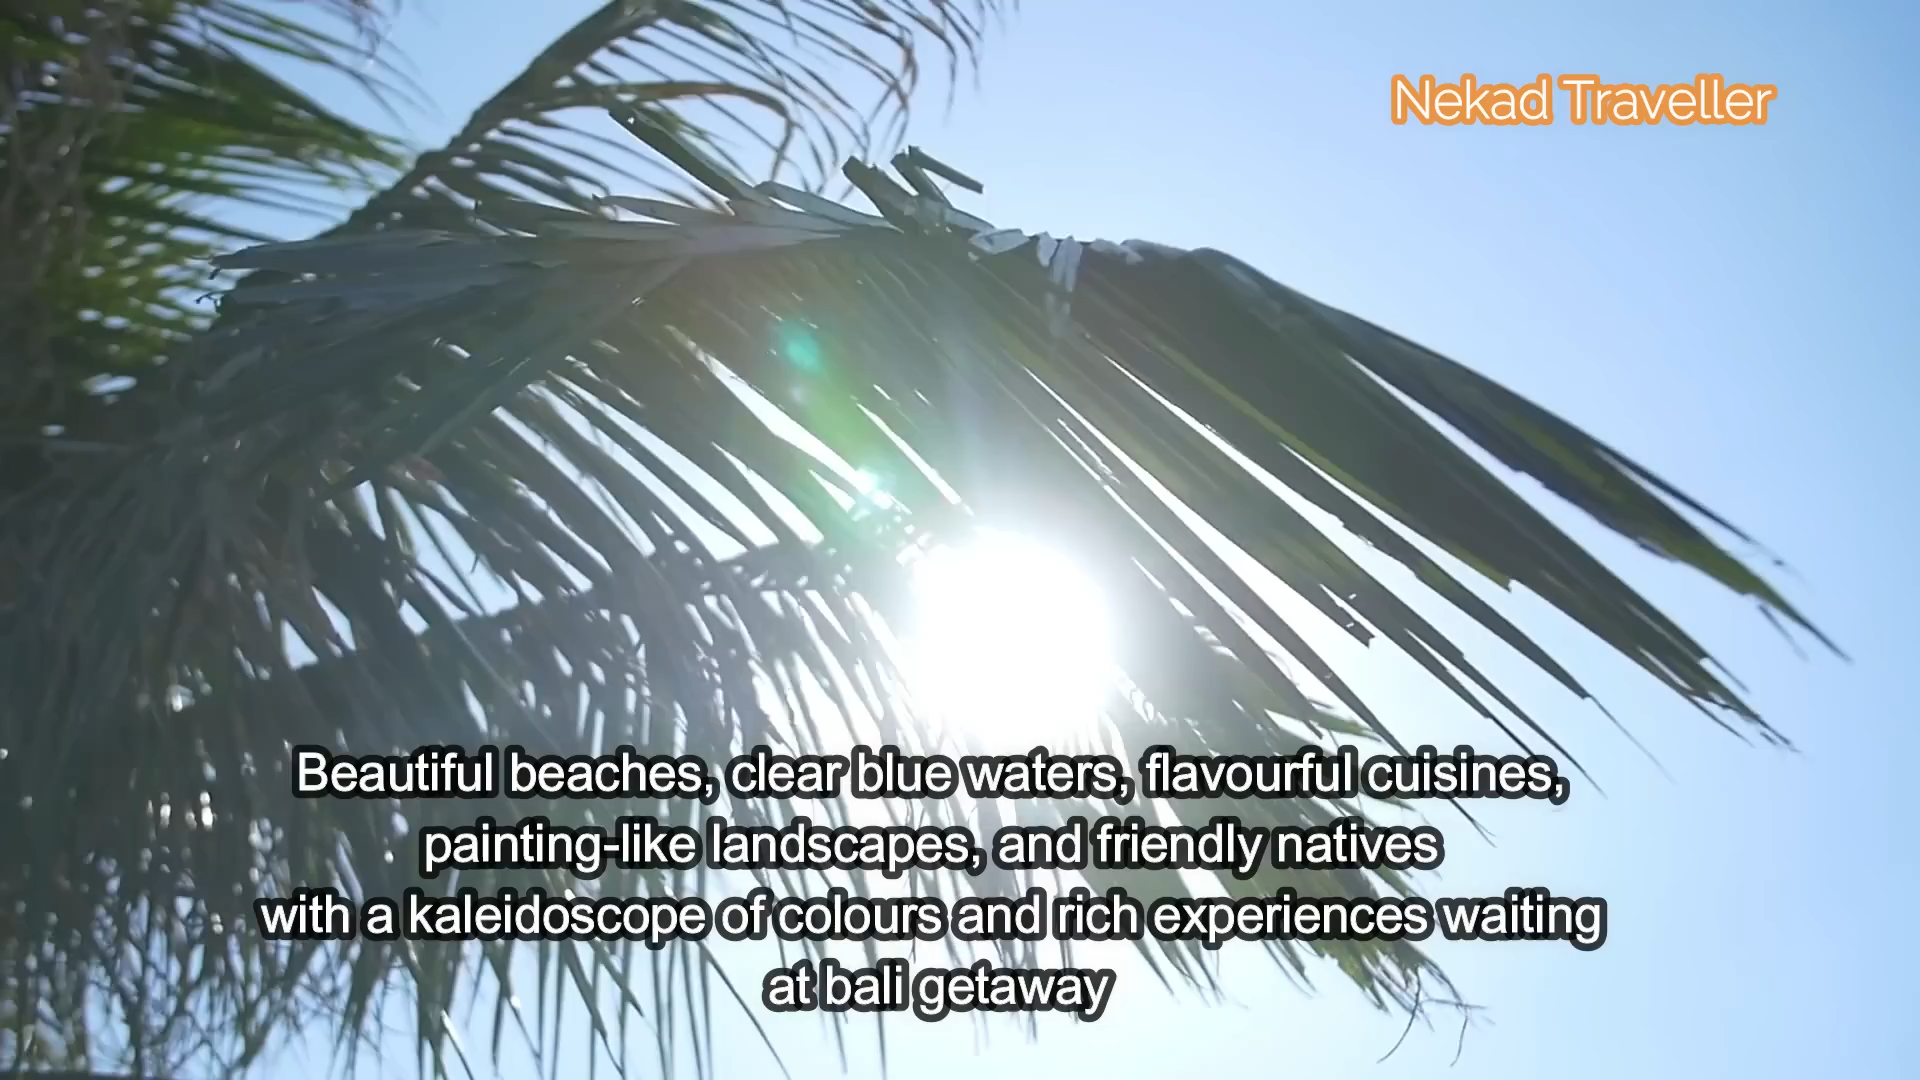 Nekad Traveller
Beautiful beaches, clear blue waters, flavourful cuisines,
painting-like landscapes, and friendly natives
with a kaleidoscope of colours and rich experiences waiting
at bali getaway